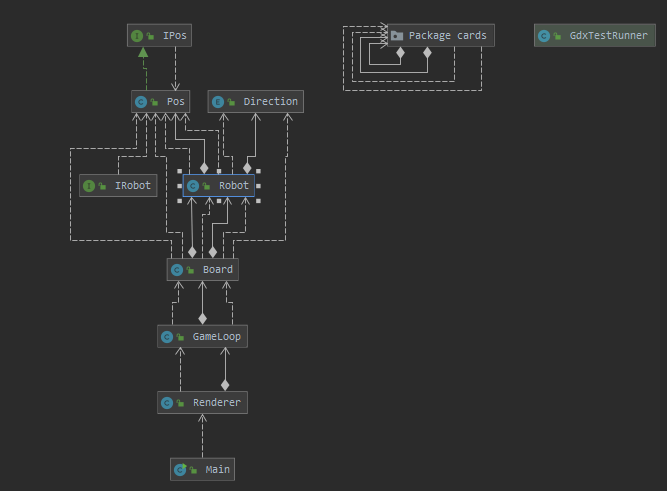 IPos
Package cards
GdxTestRunner
Pos
Direction
IRobot
Robot
Board
GameLoop
Renderer
Main